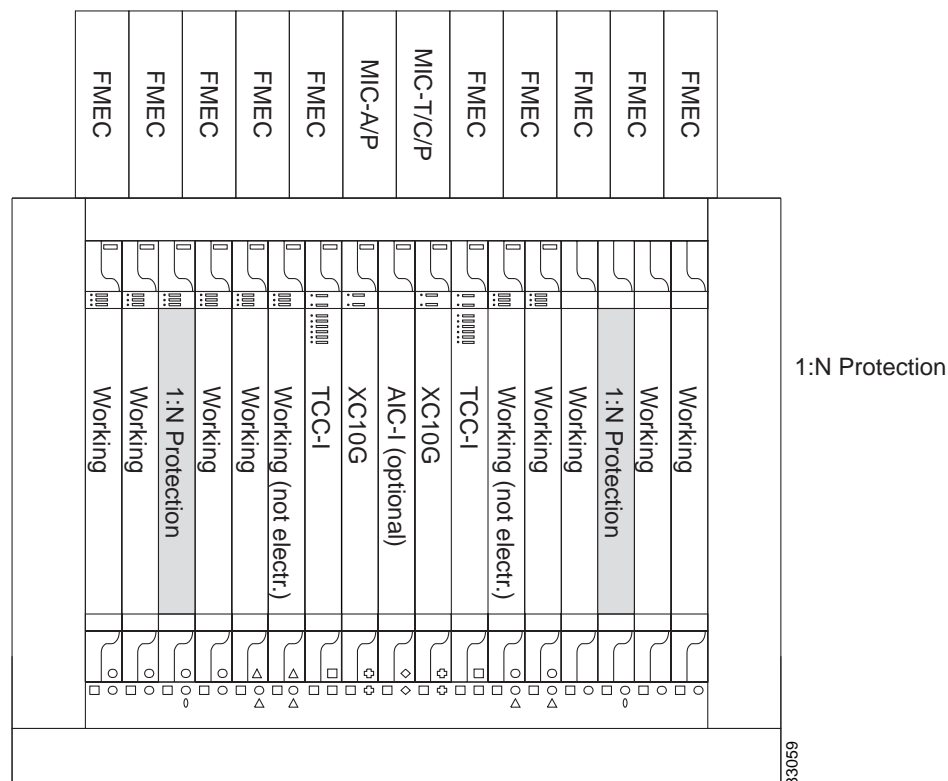 FMEC
FMEC
FMEC
FMEC
FMEC
MIC-A/P
MIC-T/C/P
FMEC
FMEC
FMEC
FMEC
FMEC
Working
Working
1:N Protection
Working
Working
Working (not electr.)
TCC-I
XC10G
AIC-I (optional)
XC10G
TCC-I
Working (not electr.)
Working
Working
1:N Protection
Working
Working
1:N Protection
33059